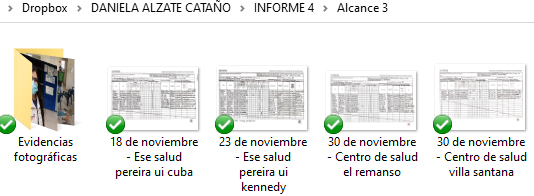 Dropbox > DANIELA ALZATE CATAÑO > INFORME 4 > Alcance 3
Evidencias
fotográficas
18 de noviembre
- Ese salud
pereira ui cuba
23 de noviembre
- Ese salud
pereira ui
kennedy
30 de noviembre
- Centro de salud
el remanso
30 de noviembre
- Centro de salud
villa santana